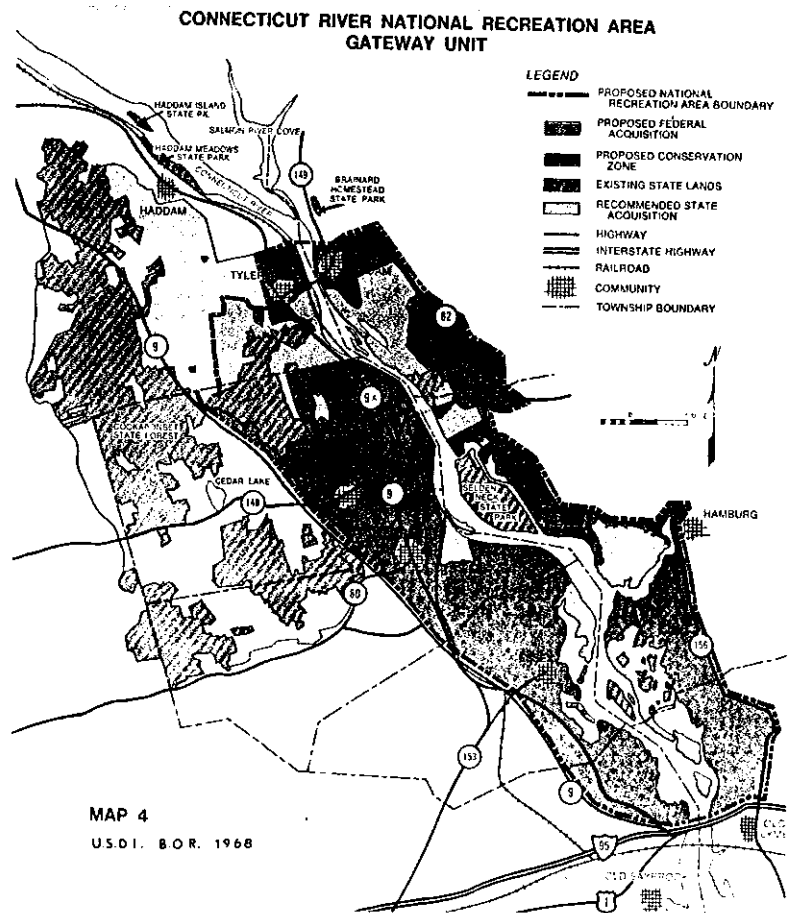 CONNECTICUT RIVER NATIONAL RECREATION AREA
GATEWAY UNIT
LEGEND
PROPOSED NATIONAL
RECREATION AREA BOUNDARY
PROPOSED FEDERAL
ACQUISITION
PROPOSED CONSERVATION
ZONE
EXISTING STATE LANDS
RECOMMENDED STATE
ACQUISITION
HIGHWAY
INTERSTATE HIGHWAY
RAILROAD
COMMUNITY
TOWNSHIP BOUNDARY
HADDAM ISLAND
STATE PK.
SALMON RIVER COVE
HADDAM MEADOWS
STATE PARK
CONNECTICUT RIVER
149
BRAINARD
HOMESTEAD
STATE PARK
HADDAM
82
9
9A
N
STATE FOREST
CEDAR LAKE
148
9
SELDEN
NECK
STATE
PARK
HAMBURG
80
156
153
9
MAP 4
U.S.D.I. B.O.R. 1968
95
OLD
OLD SAYBROOK
1